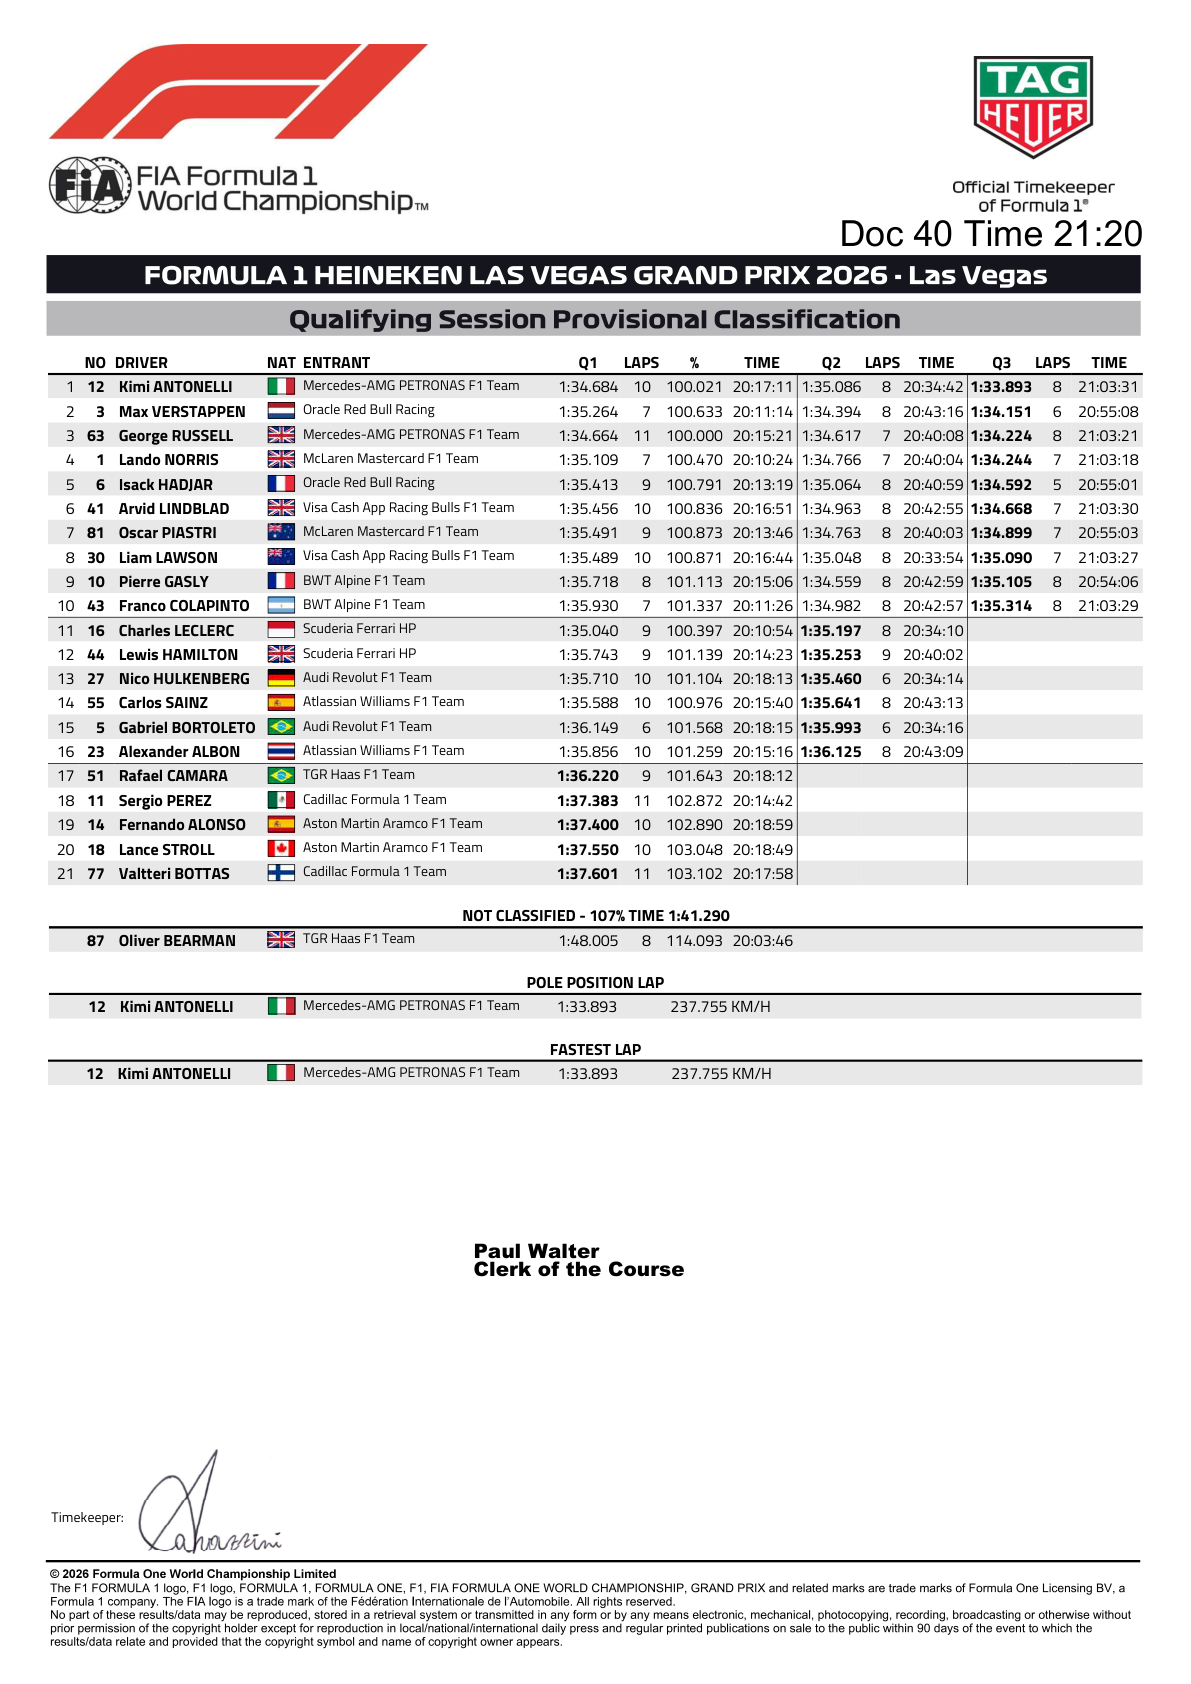 TAG
HEUER
FIA FIA Formula 1
World Championship™
Official Timekeeper
of Formula 1®
Doc 40 Time 21:20
FORMULA 1 HEINEKEN LAS VEGAS GRAND PRIX 2026 - Las Vegas
Qualifying Session Provisional Classification
NO DRIVER NAT ENTRANT Q1 LAPS % TIME Q2 LAPS TIME Q3 LAPS TIME
1 12 Kimi ANTONELLI Mercedes-AMG PETRONAS F1 Team 1:34.684 10 100.021 20:17:11 1:35.086 8 20:34:42 1:33.893 8 21:03:31
2 3 Max VERSTAPPEN Oracle Red Bull Racing 1:35.264 7 100.633 20:11:14 1:34.394 8 20:43:16 1:34.151 6 20:55:08
3 63 George RUSSELL Mercedes-AMG PETRONAS F1 Team 1:34.664 11 100.000 20:15:21 1:34.617 7 20:40:08 1:34.224 8 21:03:21
4 1 Lando NORRIS McLaren Mastercard F1 Team 1:35.109 7 100.470 20:10:24 1:34.766 7 20:40:04 1:34.244 7 21:03:18
5 6 Isack HADJAR Oracle Red Bull Racing 1:35.413 9 100.791 20:13:19 1:35.064 8 20:40:59 1:34.592 5 20:55:01
6 41 Arvid LINDBLAD Visa Cash App Racing Bulls F1 Team 1:35.456 10 100.836 20:16:51 1:34.963 8 20:42:55 1:34.668 7 21:03:30
7 81 Oscar PIASTRI McLaren Mastercard F1 Team 1:35.491 9 100.873 20:13:46 1:34.763 8 20:40:03 1:34.899 7 20:55:03
8 30 Liam LAWSON Visa Cash App Racing Bulls F1 Team 1:35.489 10 100.871 20:16:44 1:35.048 8 20:33:54 1:35.090 7 21:03:27
9 10 Pierre GASLY BWT Alpine F1 Team 1:35.718 8 101.113 20:15:06 1:34.559 8 20:42:59 1:35.105 8 20:54:06
10 43 Franco COLAPINTO BWT Alpine F1 Team 1:35.930 7 101.337 20:11:26 1:34.982 8 20:42:57 1:35.314 8 21:03:29
11 16 Charles LECLERC Scuderia Ferrari HP 1:35.040 9 100.397 20:10:54 1:35.197 8 20:34:10
12 44 Lewis HAMILTON Scuderia Ferrari HP 1:35.743 9 101.139 20:14:23 1:35.253 9 20:40:02
13 27 Nico HULKENBERG Audi Revolut F1 Team 1:35.710 10 101.104 20:18:13 1:35.460 6 20:34:14
14 55 Carlos SAINZ Atlassian Williams F1 Team 1:35.588 10 100.976 20:15:40 1:35.641 8 20:43:13
15 5 Gabriel BORTOLETO Audi Revolut F1 Team 1:36.149 6 101.568 20:18:15 1:35.993 6 20:34:16
16 23 Alexander ALBON Atlassian Williams F1 Team 1:35.856 10 101.259 20:15:16 1:36.125 8 20:43:09
17 51 Rafael CAMARA TGR Haas F1 Team 1:36.220 9 101.643 20:18:12
18 11 Sergio PEREZ Cadillac Formula 1 Team 1:37.383 11 102.872 20:14:42
19 14 Fernando ALONSO Aston Martin Aramco F1 Team 1:37.400 10 102.890 20:18:59
20 18 Lance STROLL Aston Martin Aramco F1 Team 1:37.550 10 103.048 20:18:49
21 77 Valtteri BOTTAS Cadillac Formula 1 Team 1:37.601 11 103.102 20:17:58
NOT CLASSIFIED - 107% TIME 1:41.290
87 Oliver BEARMAN TGR Haas F1 Team 1:48.005 8 114.093 20:03:46
POLE POSITION LAP
12 Kimi ANTONELLI Mercedes-AMG PETRONAS F1 Team 1:33.893 237.755 KM/H
FASTEST LAP
12 Kimi ANTONELLI Mercedes-AMG PETRONAS F1 Team 1:33.893 237.755 KM/H
Paul Walter
Clerk of the Course
Timekeeper:
© 2026 Formula One World Championship Limited
The F1 FORMULA 1 logo, F1 logo, FORMULA 1, FORMULA ONE, F1, FIA FORMULA ONE WORLD CHAMPIONSHIP, GRAND PRIX and related marks are trade marks of Formula One Licensing BV, a
Formula 1 company. The FIA logo is a trade mark of the Fédération Internationale de l'Automobile. All rights reserved.
No part of these results/data may be reproduced, stored in a retrieval system or transmitted in any form or by any means electronic, mechanical, photocopying, recording, broadcasting or otherwise without
prior permission of the copyright holder except for reproduction in local/national/international daily press and regular printed publications on sale to the public within 90 days of the event to which the
results/data relate and provided that the copyright symbol and name of copyright owner appears.